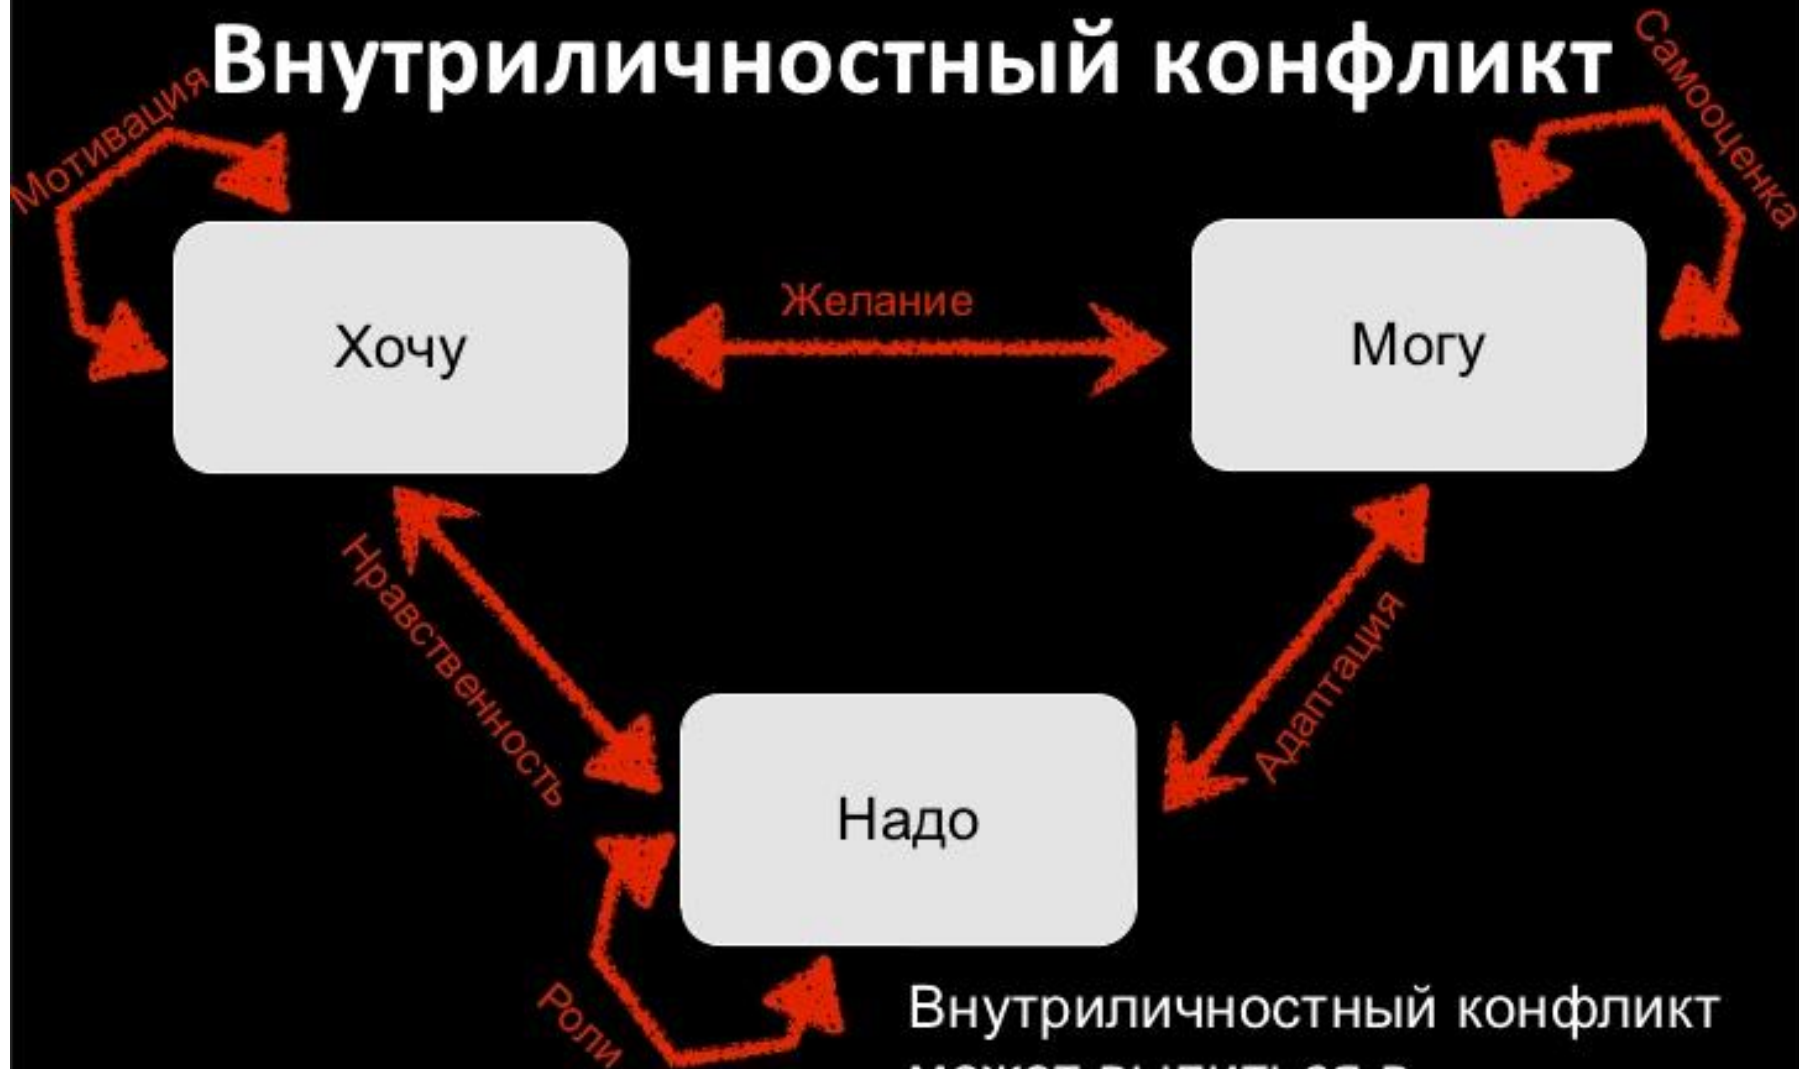 Внутриличностный конфликт
Мотивация
Самооценка
Желание
Хочу
Могу
Нравственность
Адаптация
Надо
Роли
Внутриличностный конфликт